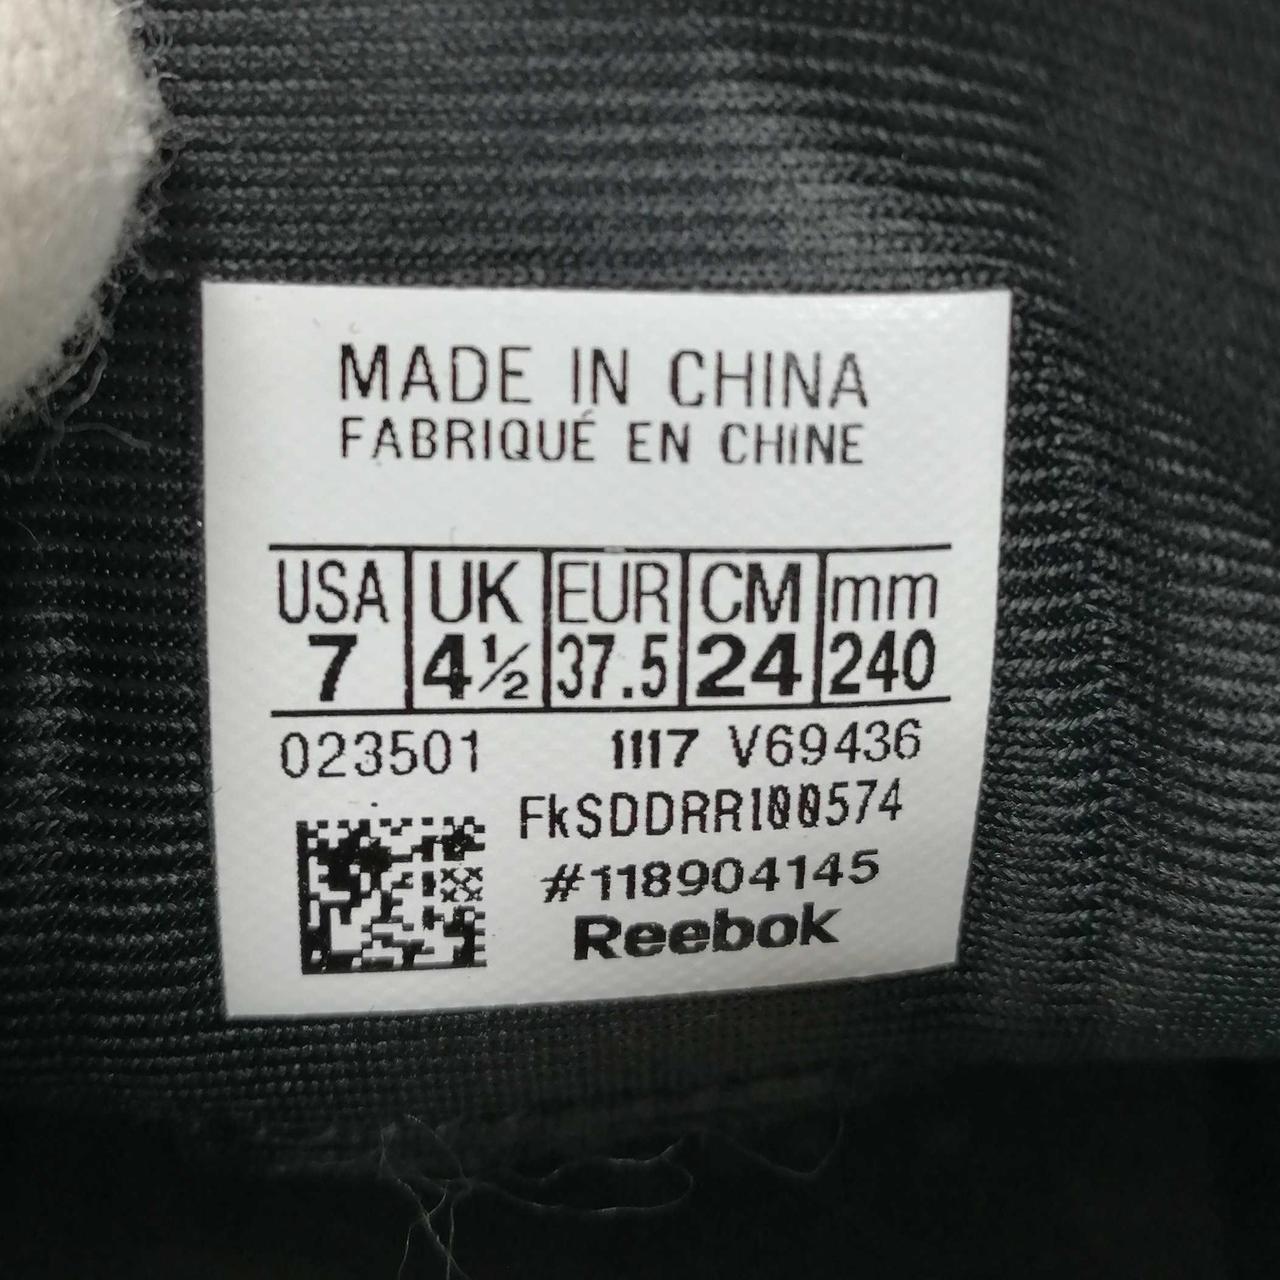 MADE IN CHINA
FABRIQUÉ EN CHINE
USA UK EUR CM mm
7 4½ 37.5 24 240
023501 1117 V69436
FkSDDRRI00574
#118904145
Reebok